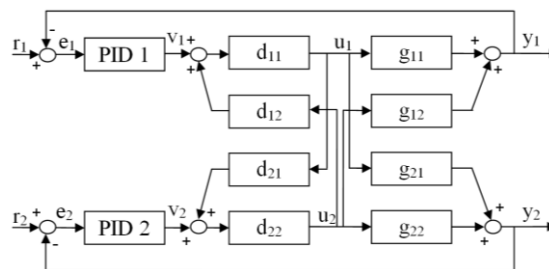 r₁ + - e₁ PID 1 v₁ + + d₁₁ u₁ g₁₁ + + y₁
d₁₂ g₁₂
d₂₁ g₂₁
r₂ + - e₂ PID 2 v₂ + + d₂₂ u₂ g₂₂ + + y₂